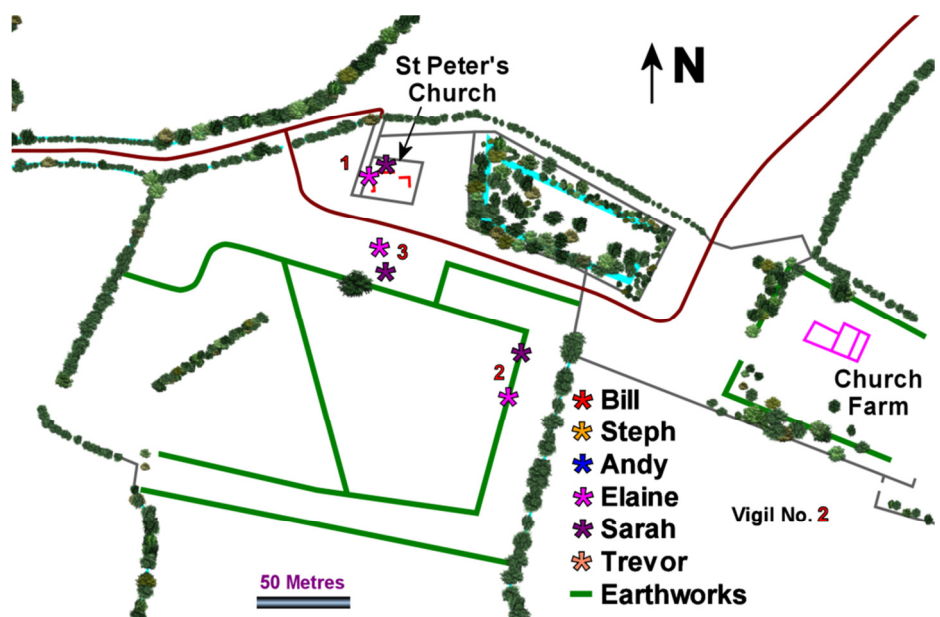 St Peter's
Church
N
1
3
2
Church
Farm
Bill
Steph
Andy
Elaine
Sarah
Trevor
Earthworks
Vigil No. 2
50 Metres